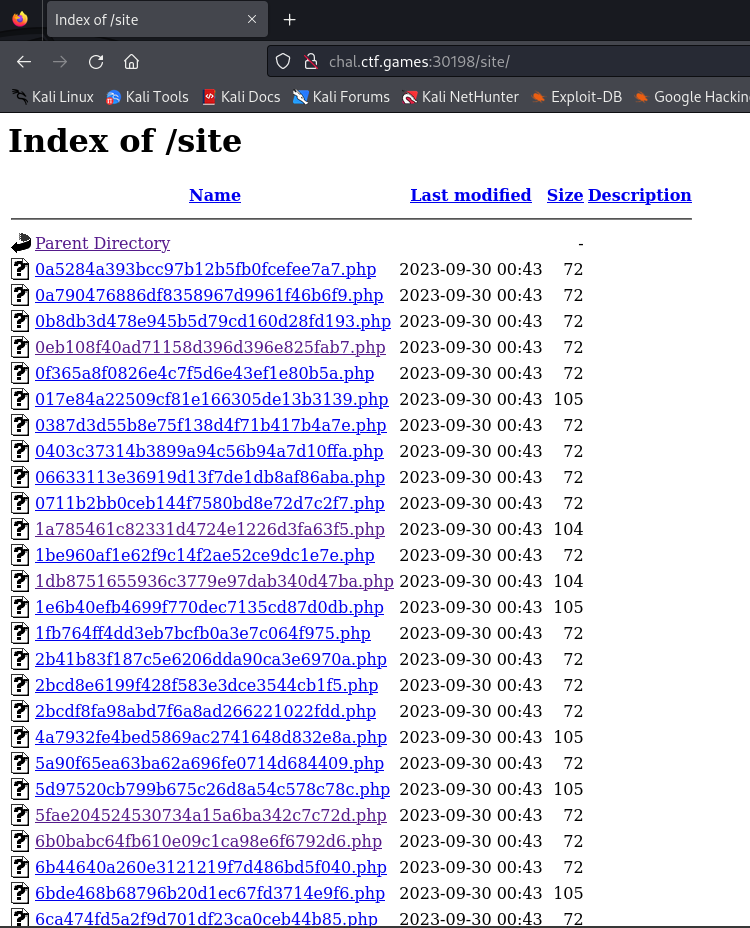 Index of /site
chal.ctf.games:30198/site/
Kali Linux Kali Tools Kali Docs Kali Forums Kali NetHunter Exploit-DB Google Hackin
Index of /site
Name Last modified Size Description
Parent Directory -
0a5284a393bcc97b12b5fb0fcefee7a7.php 2023-09-30 00:43 72
0a790476886df8358967d9961f46b6f9.php 2023-09-30 00:43 72
0b8db3d478e945b5d79cd160d28fd193.php 2023-09-30 00:43 72
0eb108f40ad71158d396d396e825fab7.php 2023-09-30 00:43 72
0f365a8f0826e4c7f5d6e43ef1e80b5a.php 2023-09-30 00:43 72
017e84a22509cf81e166305de13b3139.php 2023-09-30 00:43 105
0387d3d55b8e75f138d4f71b417b4a7e.php 2023-09-30 00:43 72
0403c37314b3899a94c56b94a7d10ffa.php 2023-09-30 00:43 72
06633113e36919d13f7de1db8af86aba.php 2023-09-30 00:43 72
0711b2bb0ceb144f7580bd8e72d7c2f7.php 2023-09-30 00:43 72
1a785461c82331d4724e1226d3fa63f5.php 2023-09-30 00:43 104
1be960af1e62f9c14f2ae52ce9dc1e7e.php 2023-09-30 00:43 72
1db8751655936c3779e97dab340d47ba.php 2023-09-30 00:43 104
1e6b40efb4699f770dec7135cd87d0db.php 2023-09-30 00:43 105
1fb764ff4dd3eb7bcfb0a3e7c064f975.php 2023-09-30 00:43 72
2b41b83f187c5e6206dda90ca3e6970a.php 2023-09-30 00:43 72
2bcd8e6199f428f583e3dce3544cb1f5.php 2023-09-30 00:43 72
2bcdf8fa98abd7f6a8ad266221022fdd.php 2023-09-30 00:43 72
4a7932fe4bed5869ac2741648d832e8a.php 2023-09-30 00:43 105
5a90f65ea63ba62a696fe0714d684409.php 2023-09-30 00:43 72
5d97520cb799b675c26d8a54c578c78c.php 2023-09-30 00:43 105
5fae204524530734a15a6ba342c7c72d.php 2023-09-30 00:43 72
6b0babc64fb610e09c1ca98e6f6792d6.php 2023-09-30 00:43 72
6b44640a260e3121219f7d486bd5f040.php 2023-09-30 00:43 72
6bde468b68796b20d1ec67fd3714e9f6.php 2023-09-30 00:43 105
6ca474fd5a2f9d701df23ca0ceb44b85.php 2023-09-30 00:43 72